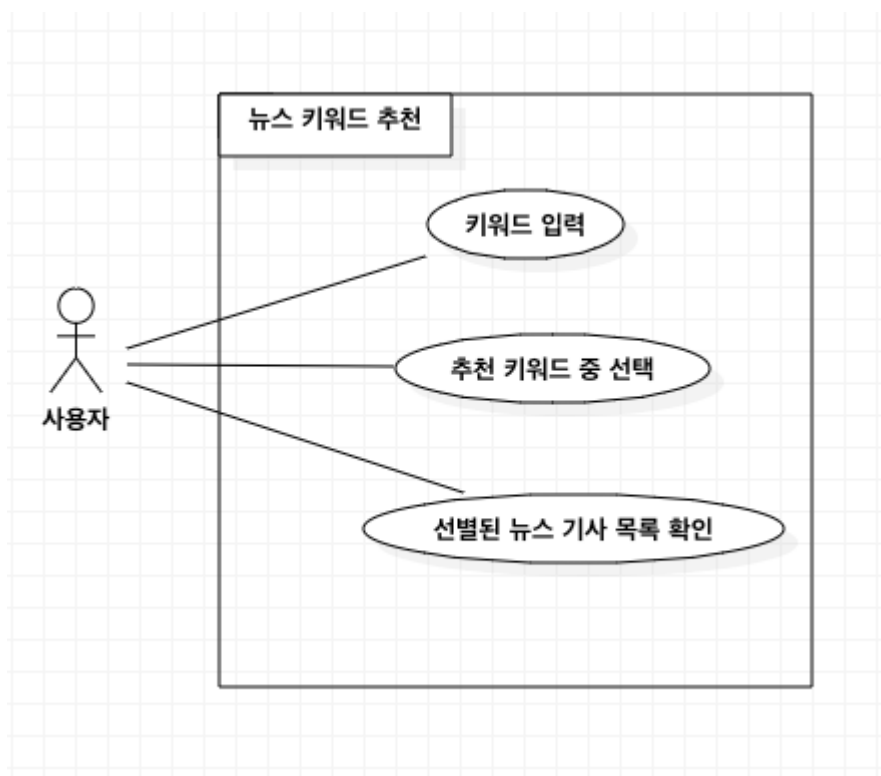 뉴스 키워드 추천
키워드 입력
추천 키워드 중 선택
사용자
선별된 뉴스 기사 목록 확인